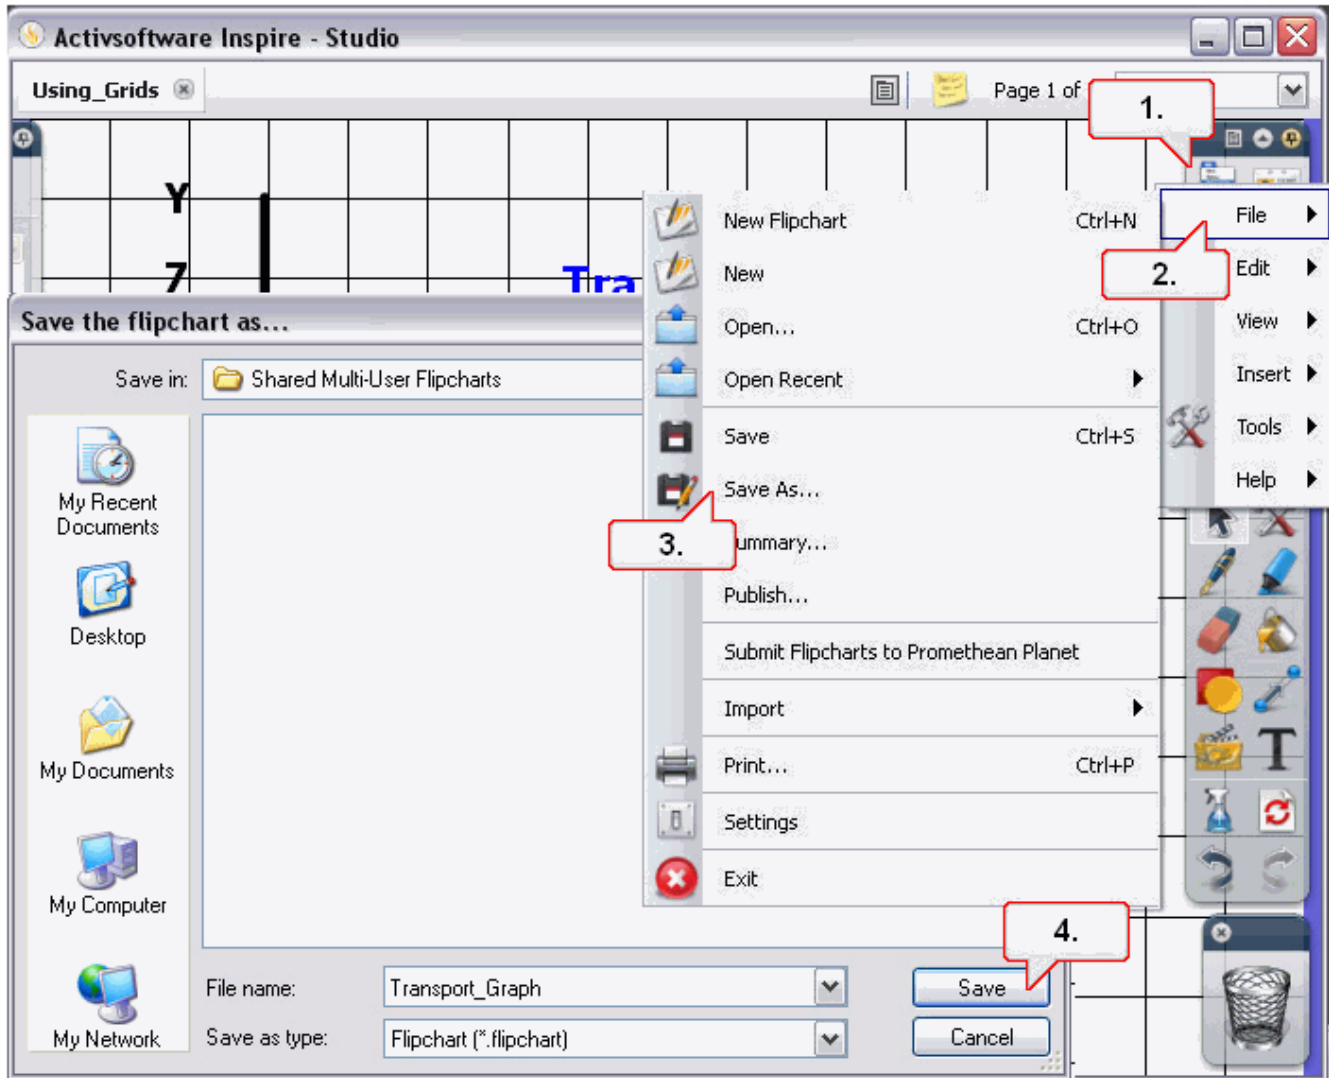 Activsoftware Inspire - Studio
Using_Grids
Page 1 of
1.
Y
7
Tra
File
2.
Edit
View
Insert
Tools
Help
New Flipchart Ctrl+N
New
Open... Ctrl+O
Open Recent
Save Ctrl+S
Save As...
3.
ummary...
Publish...
Submit Flipcharts to Promethean Planet
Import
Print... Ctrl+P
Settings
Exit
Save the flipchart as...
Save in: Shared Multi-User Flipcharts
My Recent
Documents
Desktop
My Documents
My Computer
My Network
4.
File name: Transport_Graph Save
Save as type: Flipchart (*.flipchart) Cancel
T